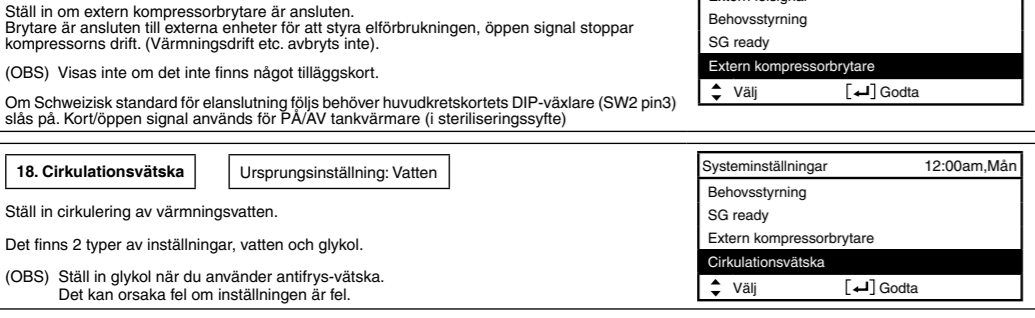 Ställ in om extern kompressorbrytare är ansluten.
Brytare är ansluten till externa enheter för att styra elförbrukningen, öppen signal stoppar
kompressorns drift. (Värmningsdrift etc. avbryts inte).
(OBS) Visas inte om det inte finns något tilläggskort.
Om Schweizisk standard för elanslutning följs behöver huvudkretskortets DIP-växlare (SW2 pin3)
slås på. Kort/öppen signal används för PÅ/AV tankvärmare (i steriliseringssyfte)
Behovsstyrning
SG ready
Extern kompressorbrytare
Välj [↵] Godta
18. Cirkulationsvätska
Ursprungsinställning: Vatten
Ställ in cirkulering av värmningsvatten.
Det finns 2 typer av inställningar, vatten och glykol.
(OBS) Ställ in glykol när du använder antifrys-vätska.
Det kan orsaka fel om inställningen är fel.
Systeminställningar 12:00am,Mån
Behovsstyrning
SG ready
Extern kompressorbrytare
Cirkulationsvätska
Välj [↵] Godta